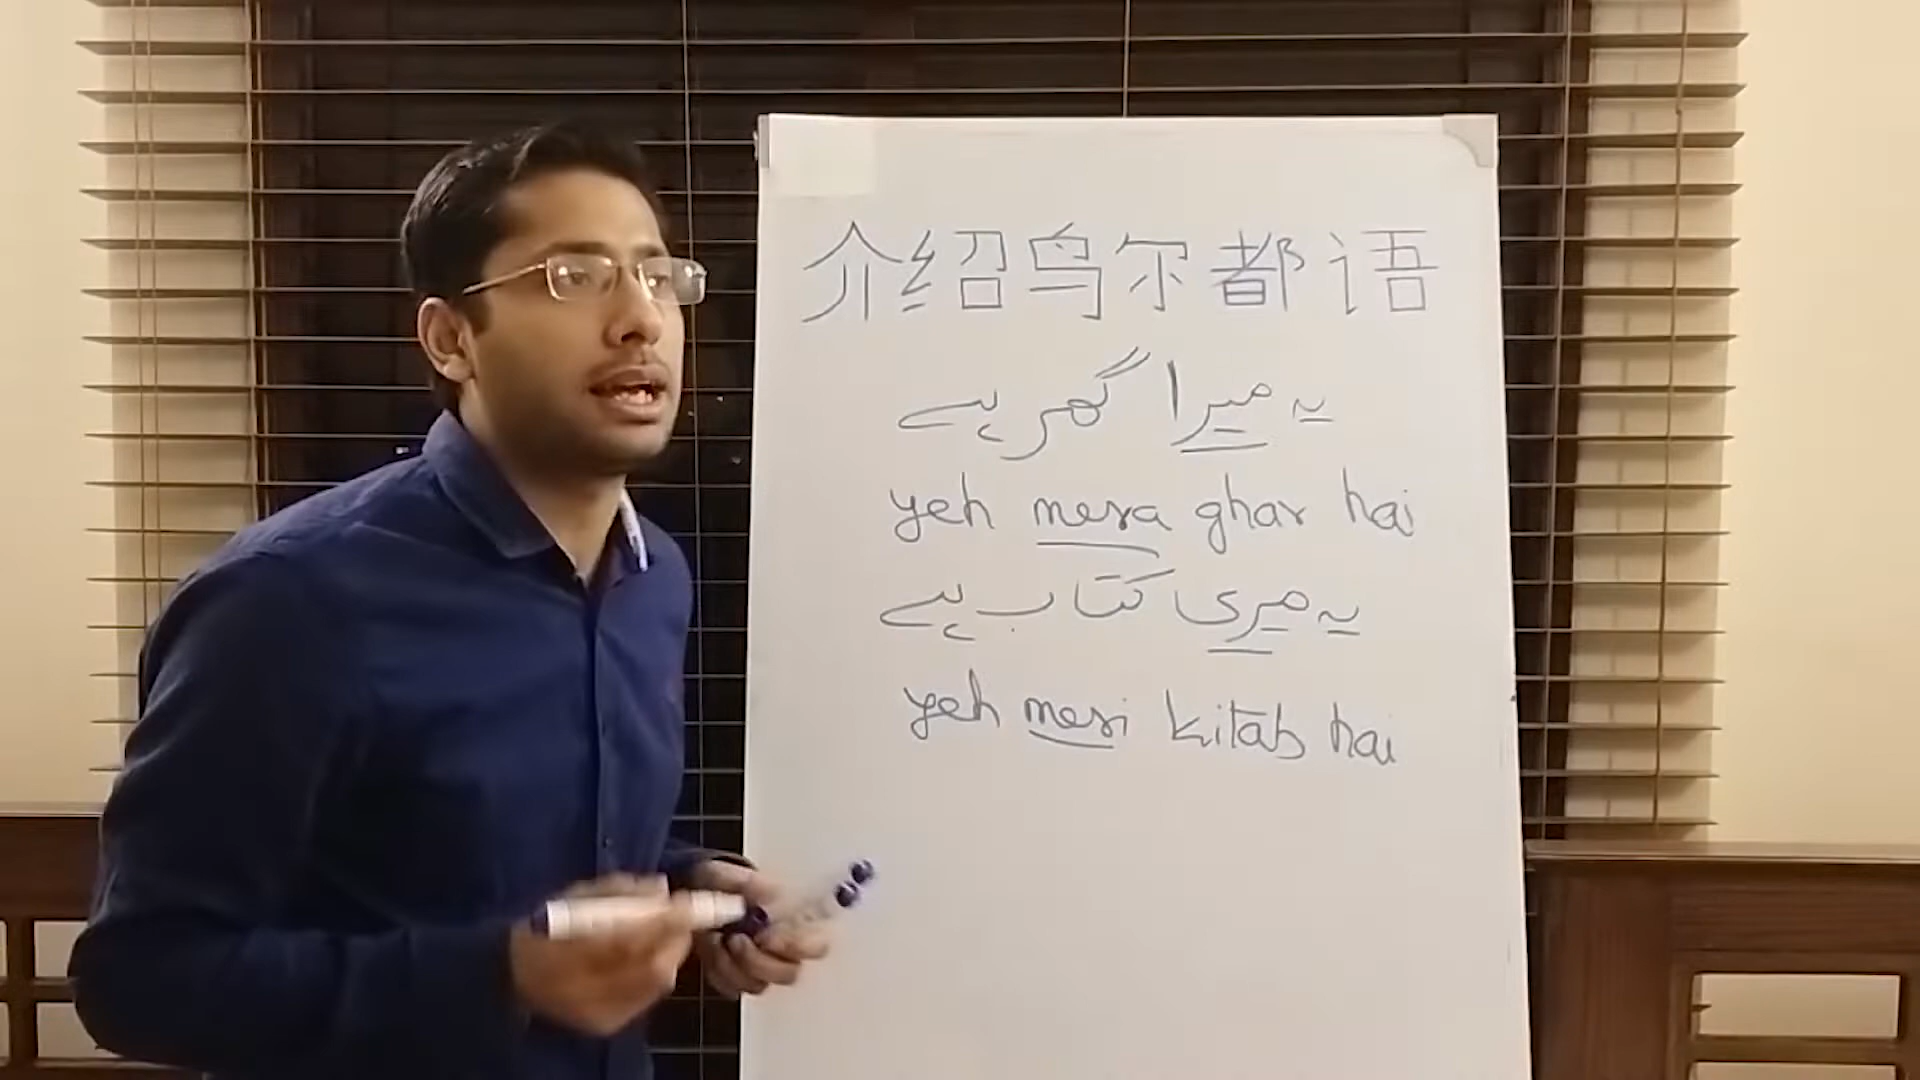 介绍乌尔都语
یہ میرا گھر ہے
yeh mera ghar hai
یہ میری کتاب ہے
yeh meri kitab hai